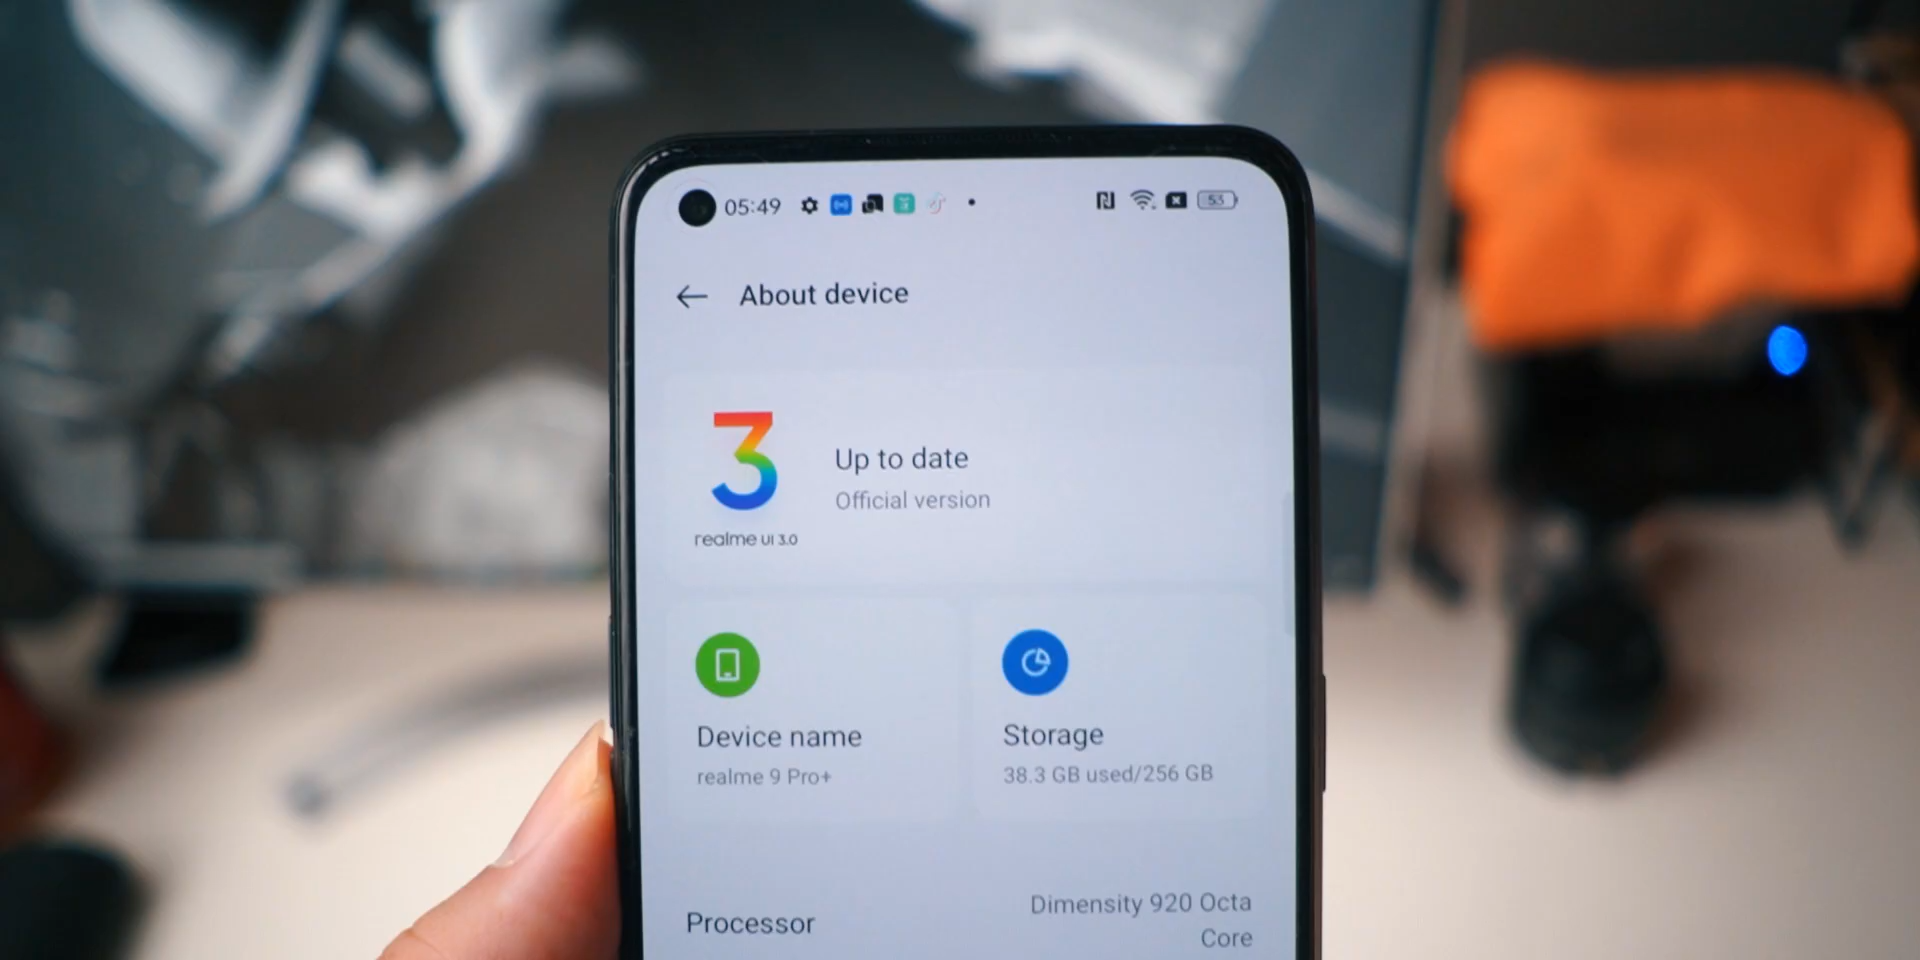 05:49 53
About device
3
Up to date
Official version
realme UI 3.0
Device name
realme 9 Pro+
Storage
38.3 GB used/256 GB
Processor
Dimensity 920 Octa
Core